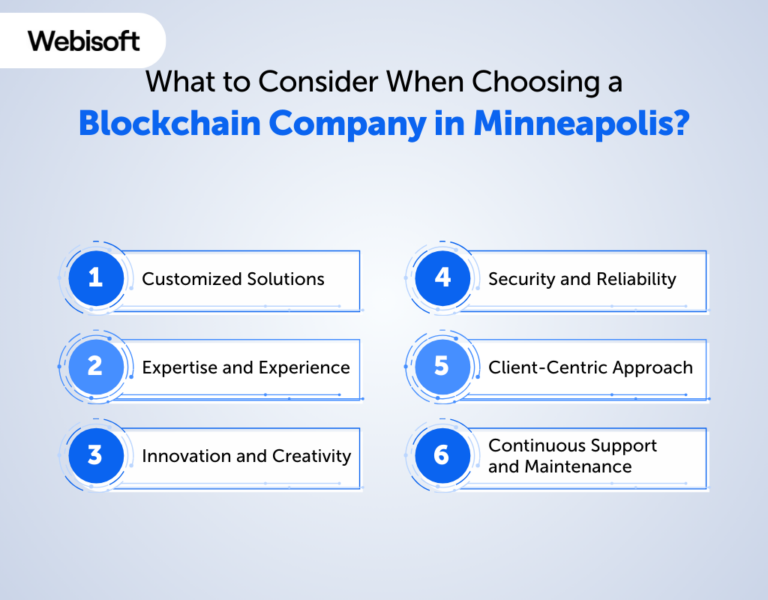 Webisoft
What to Consider When Choosing a
Blockchain Company in Minneapolis?
1
Customized Solutions
2
Expertise and Experience
3
Innovation and Creativity
4
Security and Reliability
5
Client-Centric Approach
6
Continuous Support
and Maintenance